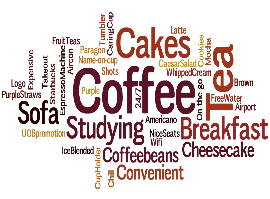 FruitTeas
Tumbler
CaringCup
Latte
Cakes
Cookies
Mocha
Tea
Paragon
Name-on-cup
Shots
CaesarSalad
WhippedCream
Expensive
Logo
PurpleStraws
Takeout
Starbucks
EspressoMachine
Aircon
Purple
Coffee
24/7
On the go
Brown
FreeWater
Airport
Sofa
UOBpromotion
Studying
Americano
NiceSeats
Wifi
Breakfast
IceBlended
Coffeebeans
Cheesecake
CupHolder
Chill
Convenient